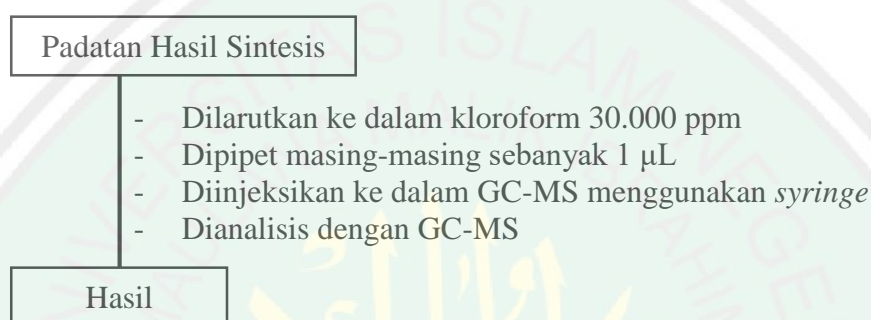 Padatan Hasil Sintesis
- Dilarutkan ke dalam kloroform 30.000 ppm
- Dipipet masing-masing sebanyak 1 µL
- Diinjeksikan ke dalam GC-MS menggunakan syringe
- Dianalisis dengan GC-MS
Hasil